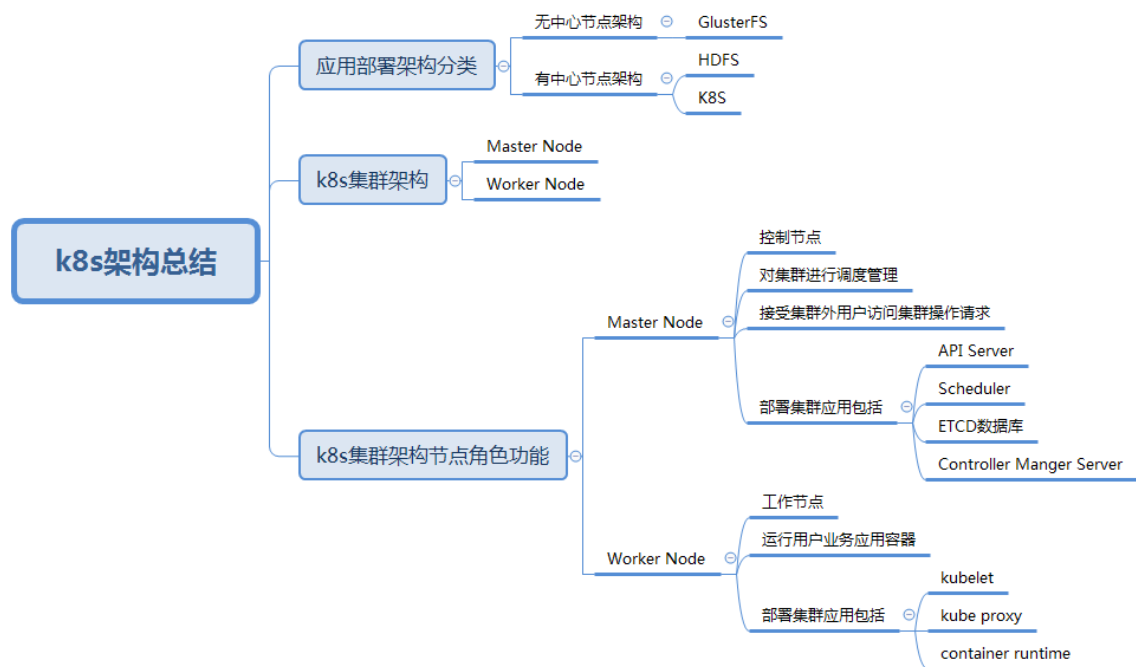 k8s架构总结
应用部署架构分类
无中心节点架构
GlusterFS
有中心节点架构
HDFS
K8S
k8s集群架构
Master Node
Worker Node
k8s集群架构节点角色功能
Master Node
控制节点
对集群进行调度管理
接受集群外用户访问集群操作请求
部署集群应用包括
API Server
Scheduler
ETCD数据库
Controller Manger Server
Worker Node
工作节点
运行用户业务应用容器
部署集群应用包括
kubelet
kube proxy
container runtime